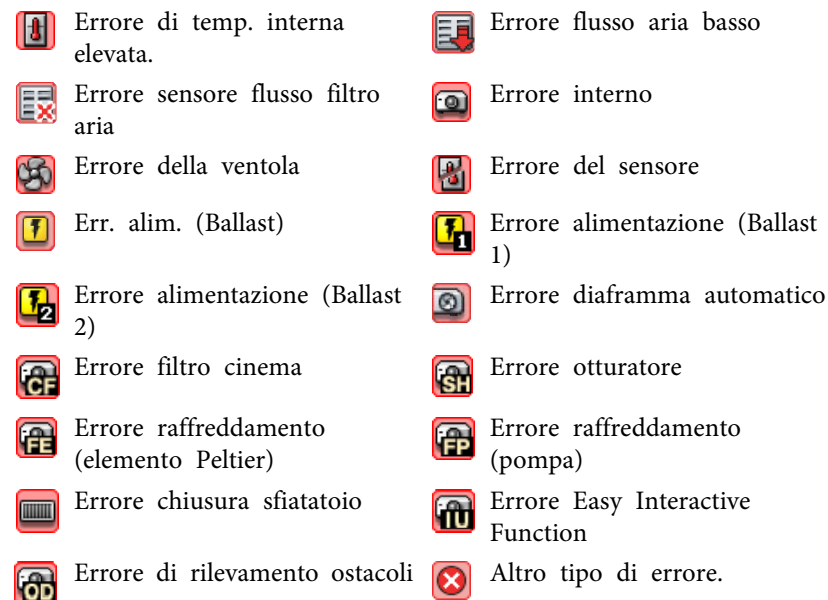 Errore di temp. interna
elevata.
Errore flusso aria basso
Errore sensore flusso filtro
aria
Errore interno
Errore della ventola
Errore del sensore
Err. alim. (Ballast)
1
Errore alimentazione (Ballast
1)
2
Errore alimentazione (Ballast
2)
Errore diaframma automatico
CF
Errore filtro cinema
SH
Errore otturatore
FE
Errore raffreddamento
(elemento Peltier)
FP
Errore raffreddamento
(pompa)
Errore chiusura sfiatatoio
IU
Errore Easy Interactive
Function
OD
Errore di rilevamento ostacoli
Altro tipo di errore.